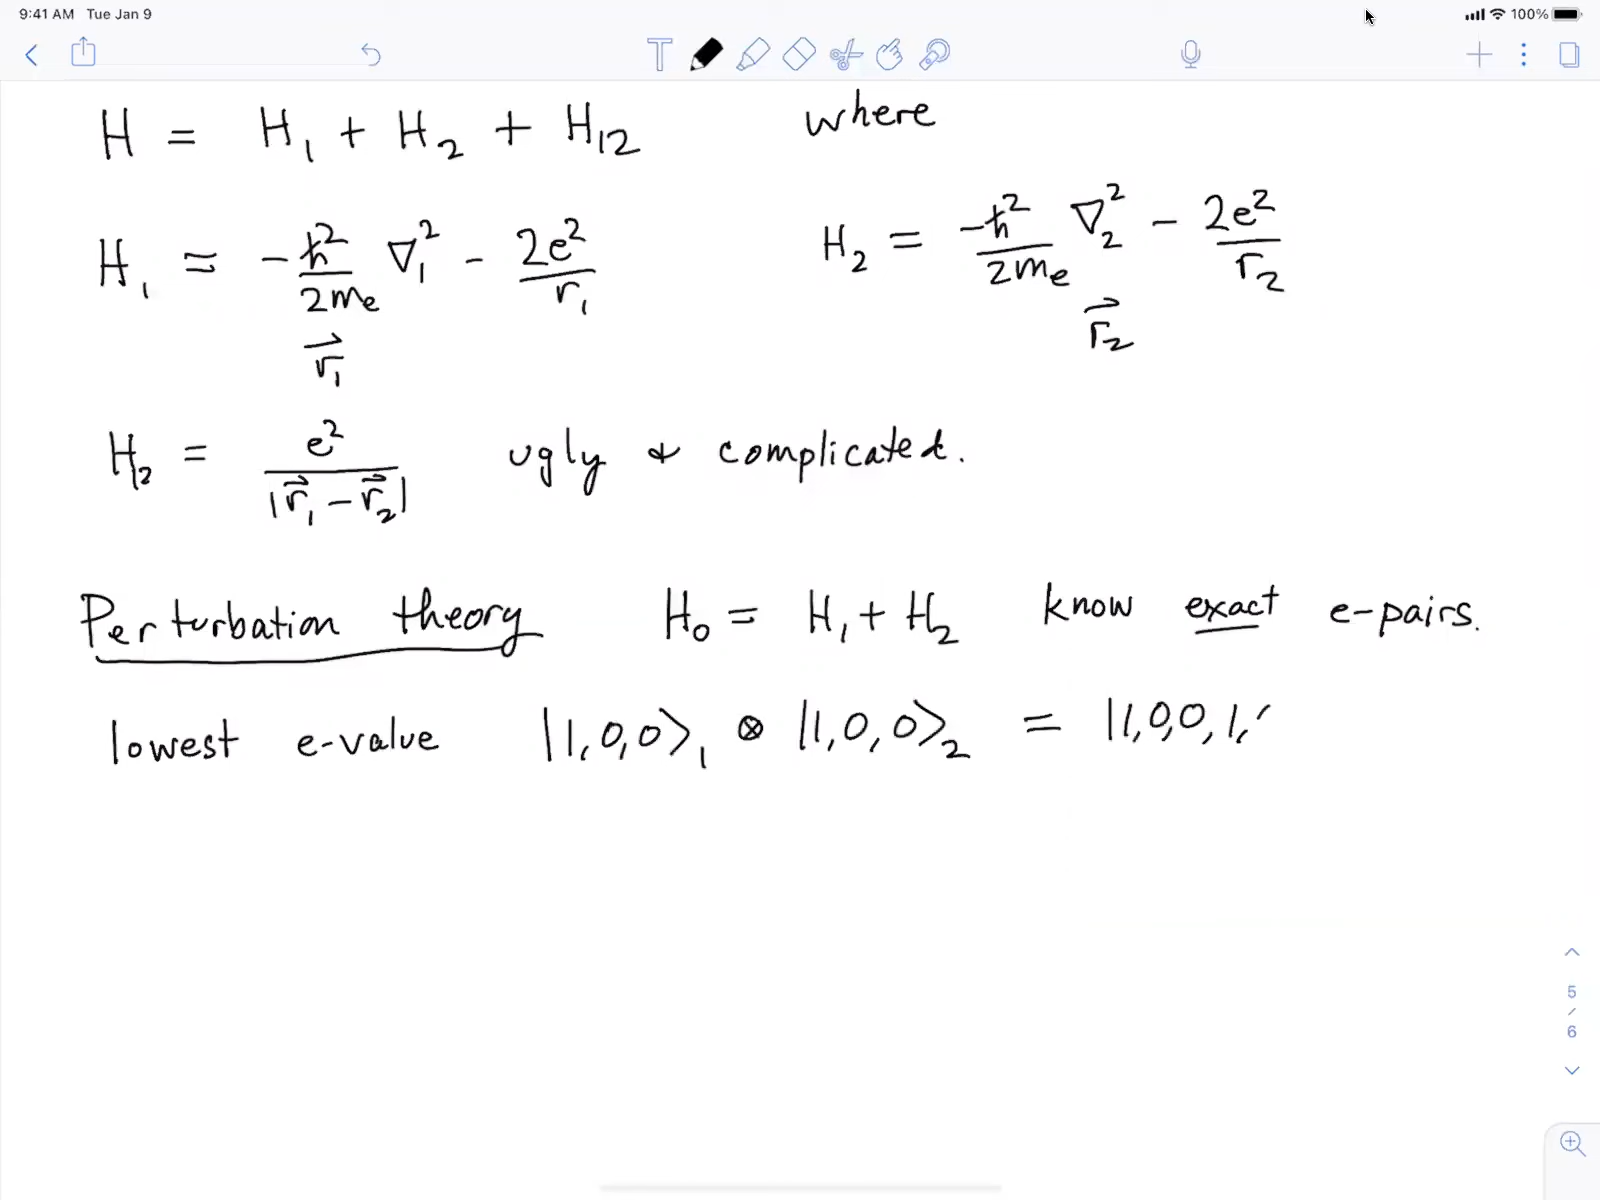 9:41 AM Tue Jan 9 100%
T
H = H₁ + H₂ + H₁₂ where
H₁ = -ħ²/2mₑ ∇₁² - 2e²/r₁ H₂ = -ħ²/2mₑ ∇₂² - 2e²/r₂
r⃗₁ r⃗₂
H₁₂ = e²/|r⃗₁ - r⃗₂| ugly & complicated.
Perturbation theory H₀ = H₁ + H₂ know exact e-pairs.
lowest e-value |1,0,0⟩₁ ⊗ |1,0,0⟩₂ = |1,0,0,1,
5
/
6